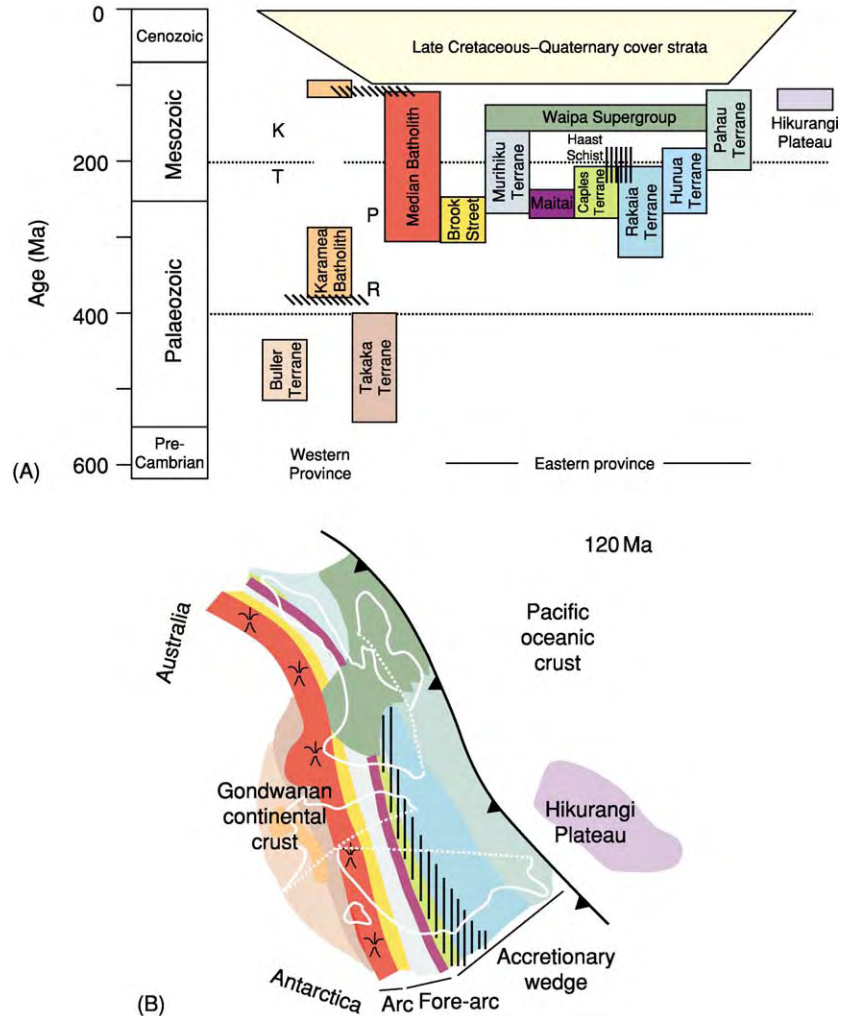 0
Cenozoic
Late Cretaceous–Quaternary cover strata
Mesozoic
K
Median Batholith
Waipa Supergroup
Pahau
Terrane
Hikurangi
Plateau
Murihiku
Terrane
Haast
Schist
200
T
Age (Ma)
P
Brook
Street
Maitai
Caples
Terrane
Rakaia
Terrane
Hunua
Terrane
Karamea
Batholith
R
Palaeozoic
400
Buller
Terrane
Takaka
Terrane
Pre-
Cambrian
600
(A)
Western
Province
Eastern province
120 Ma
Pacific
oceanic
crust
Australia
Gondwanan
continental
crust
Hikurangi
Plateau
Accretionary
wedge
Antarctica
Arc
Fore-arc
(B)